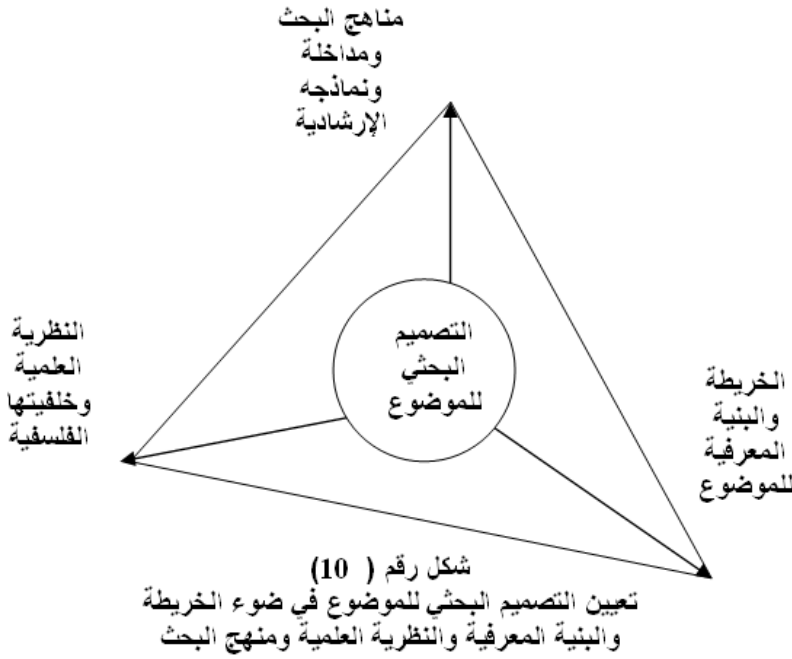 مناهج البحث
ومداخلة
ونماذجه
الإرشادية
النظرية
العلمية
وخلفيتها
الفلسفية
التصميم
البحثي
للموضوع
الخريطة
والبنية
المعرفية
للموضوع
شكل رقم ( 10)
تعيين التصميم البحثي للموضوع في ضوء الخريطة
والبنية المعرفية والنظرية العلمية ومنهج البحث